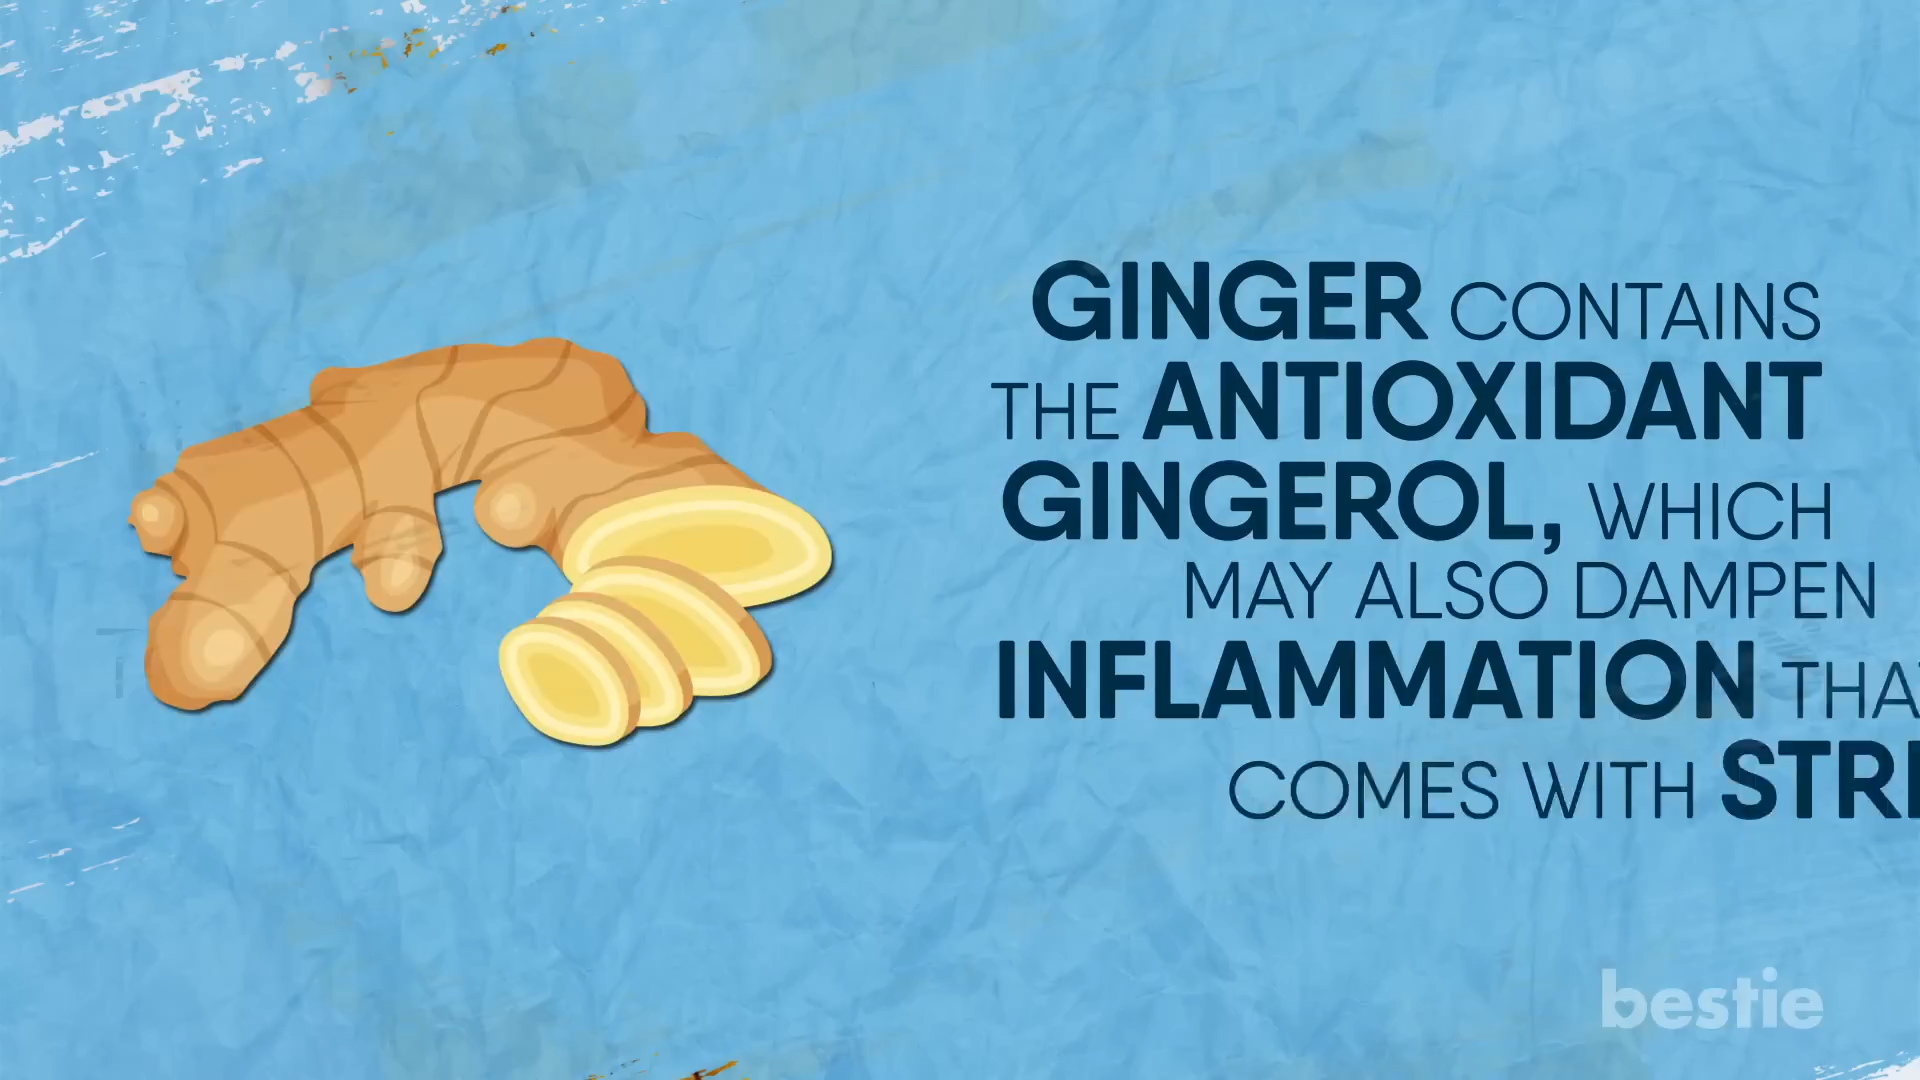 GINGER CONTAINS
THE ANTIOXIDANT
GINGEROL, WHICH
MAY ALSO DAMPEN
INFLAMMATION
COMES WITH
bestie